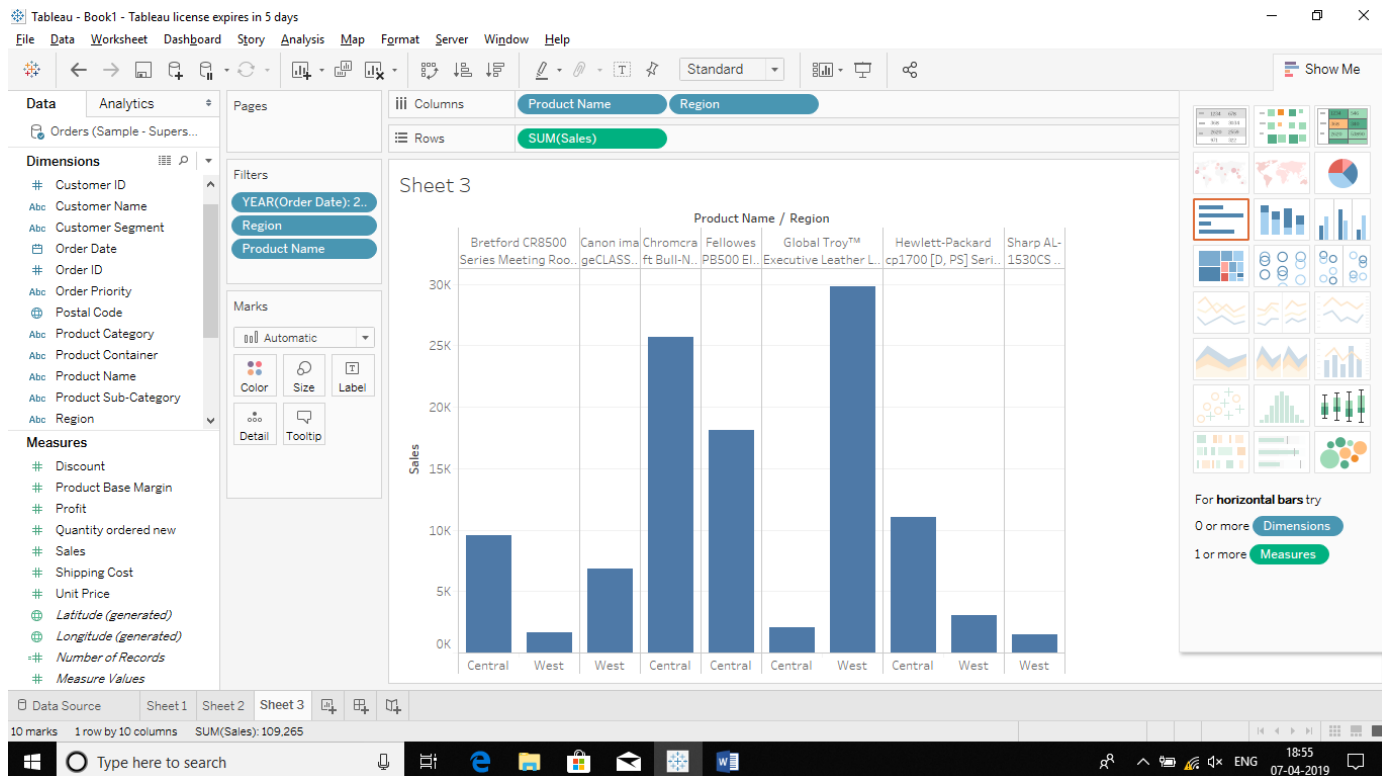 Tableau - Book1 - Tableau license expires in 5 days
File Data Worksheet Dashboard Story Analysis Map Format Server Window Help
Standard
Show Me
Data Analytics
Orders (Sample - Supers...
Dimensions
# Customer ID
Abc Customer Name
Abc Customer Segment
Order Date
# Order ID
Abc Order Priority
Postal Code
Abc Product Category
Abc Product Container
Abc Product Name
Abc Product Sub-Category
Abc Region
Measures
# Discount
# Product Base Margin
# Profit
# Quantity ordered new
# Sales
# Shipping Cost
# Unit Price
Latitude (generated)
Longitude (generated)
=# Number of Records
# Measure Values
Pages
Filters
YEAR(Order Date): 2..
Region
Product Name
Marks
Automatic
Color Size Label
Detail Tooltip
iii Columns Product Name Region
Rows SUM(Sales)
Sheet 3
Product Name / Region
Bretford CR8500 Canon ima Chromcra Fellowes Global Troy™ Hewlett-Packard Sharp AL-
Series Meeting Roo.. geCLASS.. ft Bull-N.. PB500 El.. Executive Leather L.. cp1700 [D, PS] Seri.. 1530CS ..
30K
25K
20K
15K
10K
5K
0K
Sales
Central West West Central Central Central West Central West West
For horizontal bars try
0 or more Dimensions
1 or more Measures
Data Source Sheet 1 Sheet 2 Sheet 3
10 marks 1 row by 10 columns SUM(Sales): 109,265
Type here to search
ENG
18:55
07-04-2019